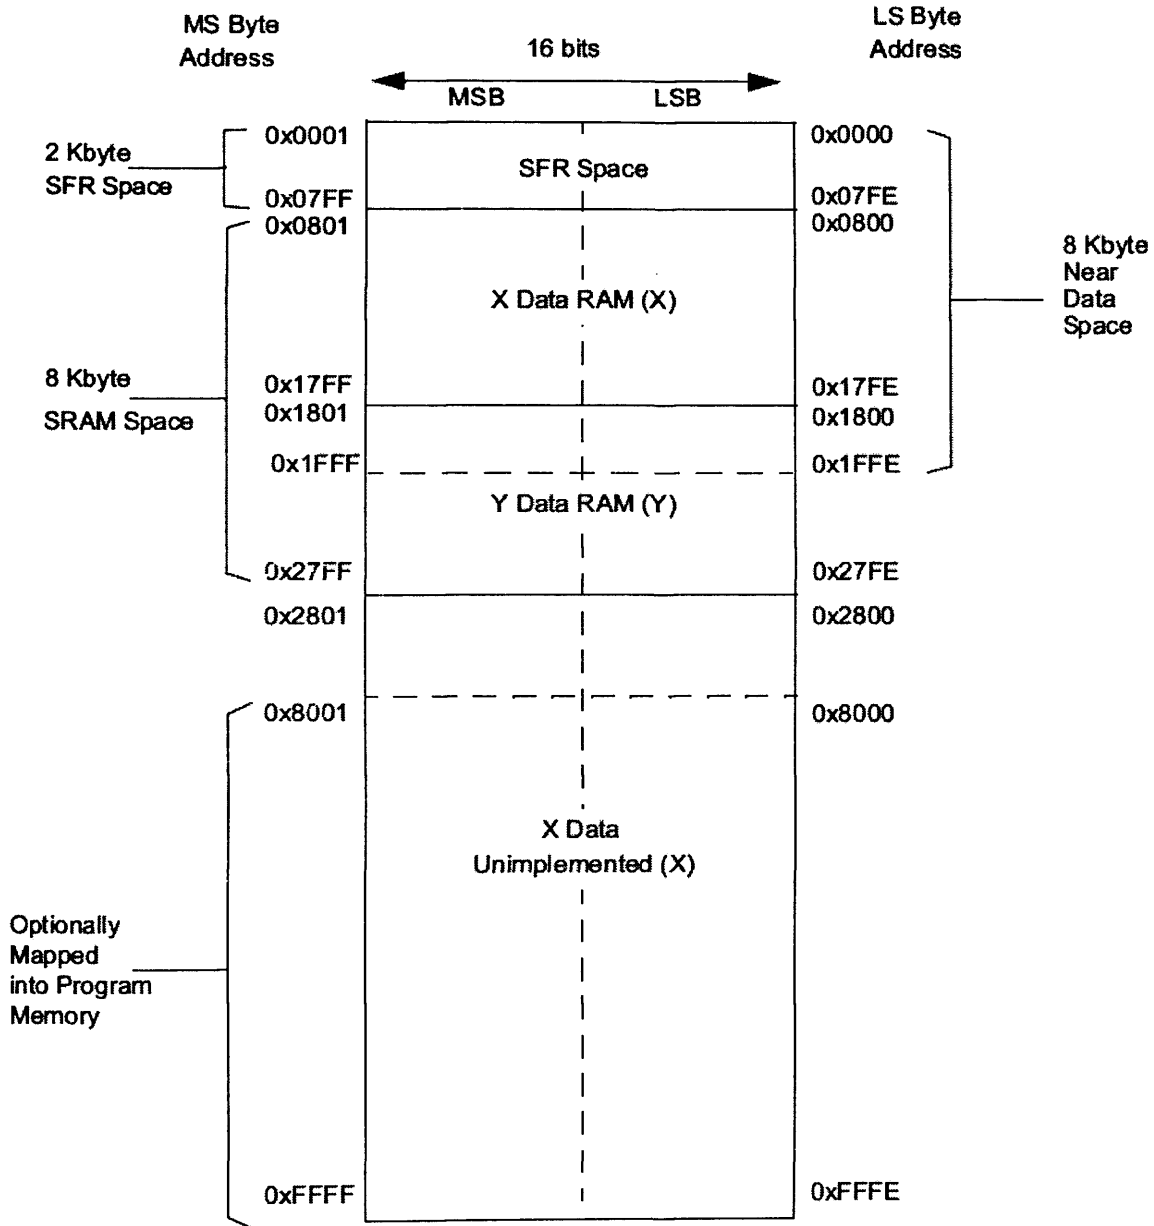 MS Byte
Address
16 bits
LS Byte
Address
MSB
LSB
2 Kbyte
SFR Space
0x0001
0x07FF
SFR Space
0x0000
0x07FE
0x0801
0x0800
8 Kbyte
Near
Data
Space
X Data RAM (X)
8 Kbyte
SRAM Space
0x17FF
0x17FE
0x1801
0x1800
0x1FFF
0x1FFE
Y Data RAM (Y)
0x27FF
0x27FE
0x2801
0x2800
0x8001
0x8000
X Data
Unimplemented (X)
Optionally
Mapped
into Program
Memory
0xFFFF
0xFFFE